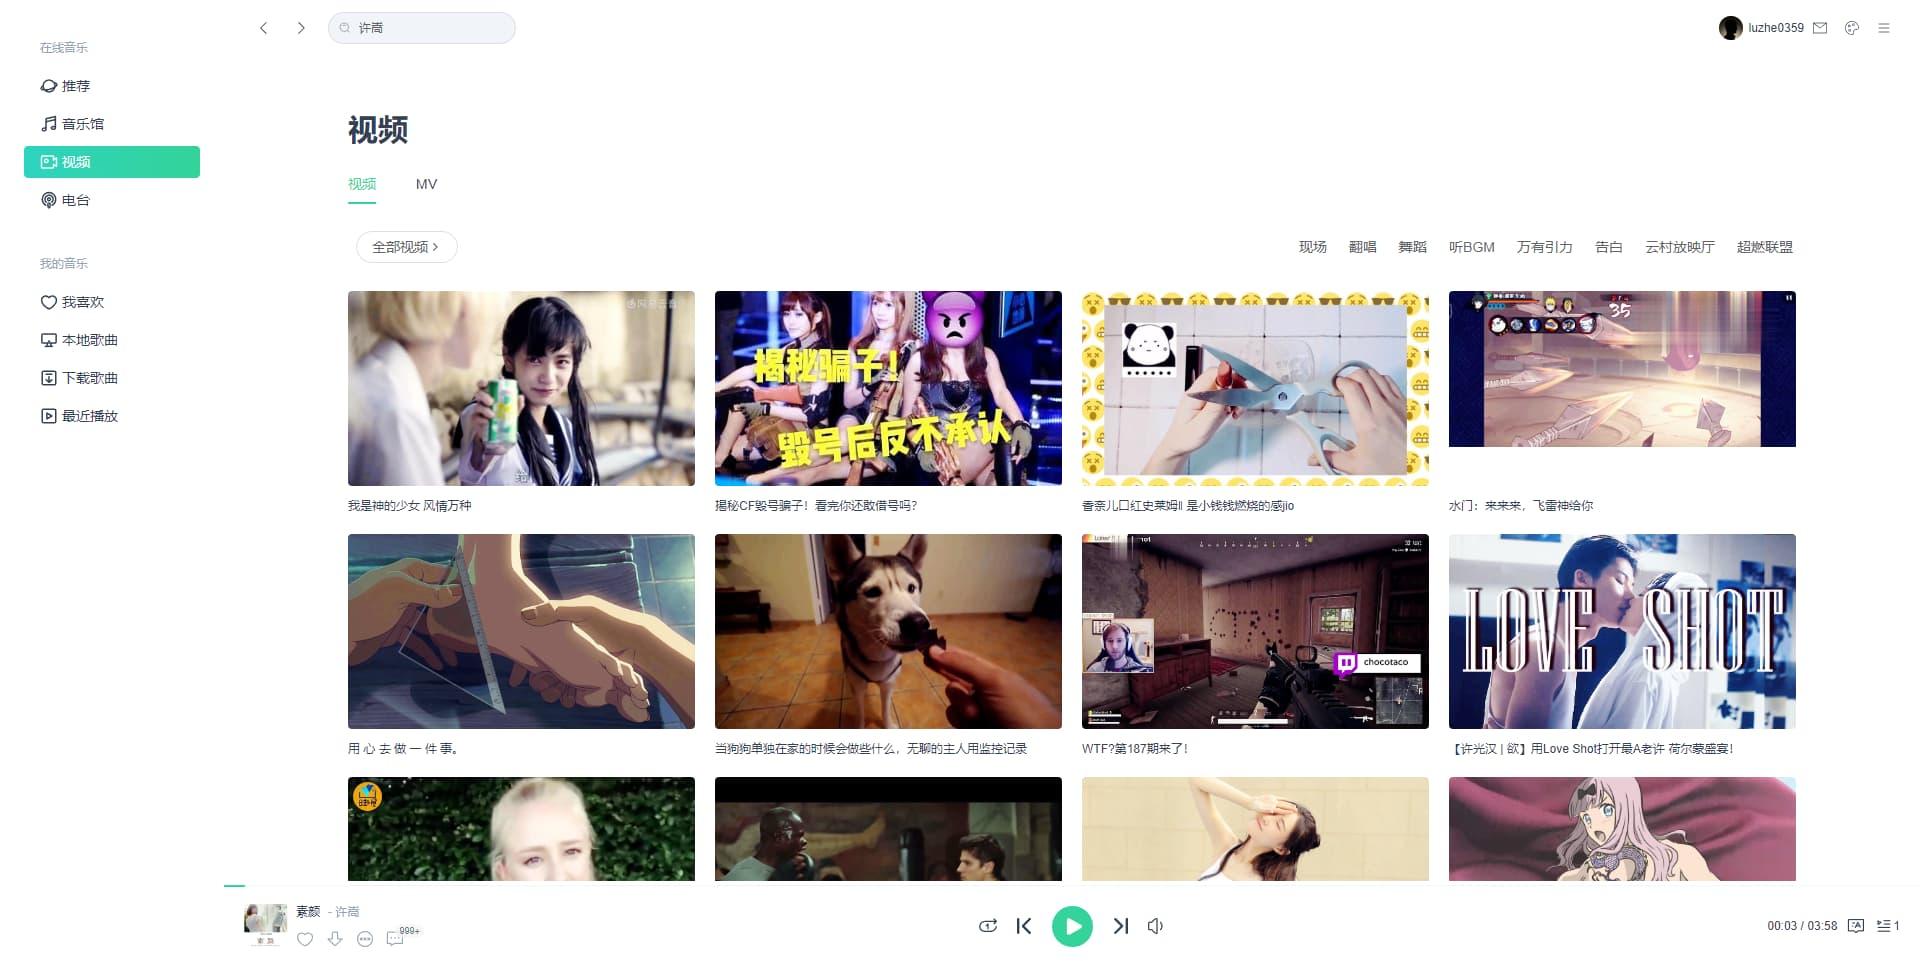 许嵩
luzhe0359
在线音乐
推荐
音乐馆
视频
电台
我的音乐
我喜欢
本地歌曲
下载歌曲
最近播放
视频
视频 MV
全部视频
现场 翻唱 舞蹈 听BGM 万有引力 告白 云村放映厅 超燃联盟
网易云音乐
给
揭秘骗子！
毁号后反不承认
35
我是神的少女 风情万种
揭秘CF毁号骗子！看完你还敢借号吗？
香奈儿口红史莱姆!! 是小钱钱燃烧的感jio
水门：来来来，飞雷神给你
chocotaco
LOVE SHOT
用 心 去 做 一 件 事。
当狗狗单独在家的时候会做些什么，无聊的主人用监控记录
WTF?第187期来了！
【许光汉 | 欲】用Love Shot打开最A老许 荷尔蒙盛宴！
素颜 - 许嵩
999+
00:03 / 03:58
1